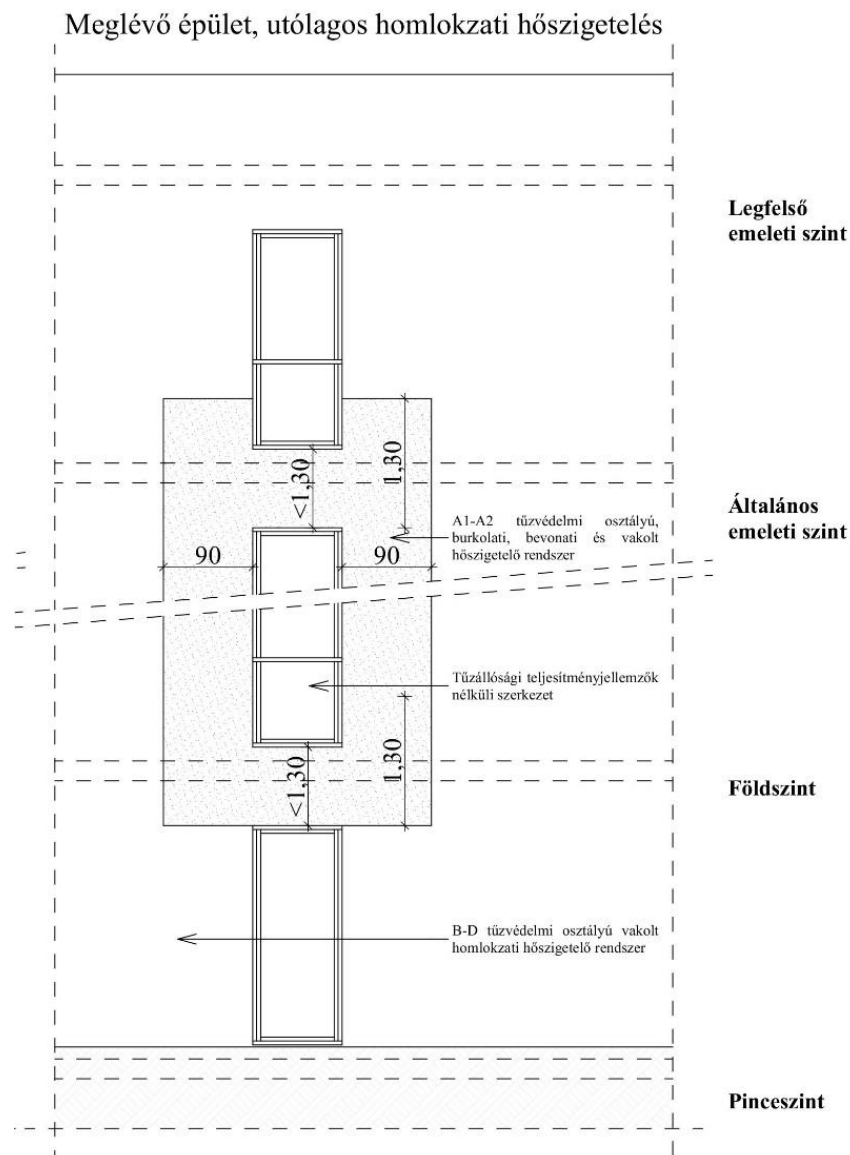 Meglévő épület, utólagos homlokzati hőszigetelés
Legfelső
emeleti szint
<1,30
1,30
Általános
emeleti szint
A1-A2 tűzvédelmi osztályú,
burkolati, bevonati és vakolt
hőszigetelő rendszer
90
90
Tűzállósági teljesítményjellemzők
nélküli szerkezet
<1,30
1,30
Földszint
B-D tűzvédelmi osztályú vakolt
homlokzati hőszigetelő rendszer
Pinceszint